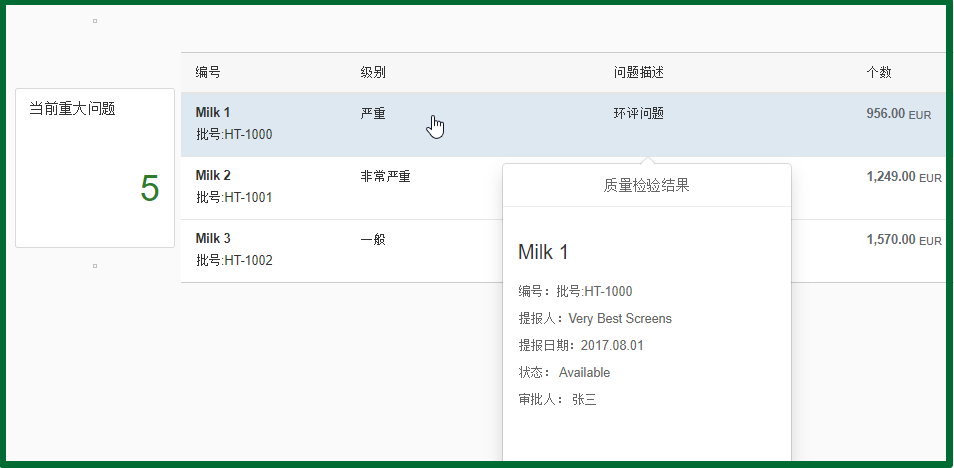 编号 级别 问题描述 个数
当前重大问题
5
Milk 1 严重 环评问题 956.00 EUR
批号:HT-1000
Milk 2 非常严重 1,249.00 EUR
批号:HT-1001
Milk 3 一般 1,570.00 EUR
批号:HT-1002
质量检验结果
Milk 1
编号：批号:HT-1000
提报人：Very Best Screens
提报日期：2017.08.01
状态： Available
审批人： 张三